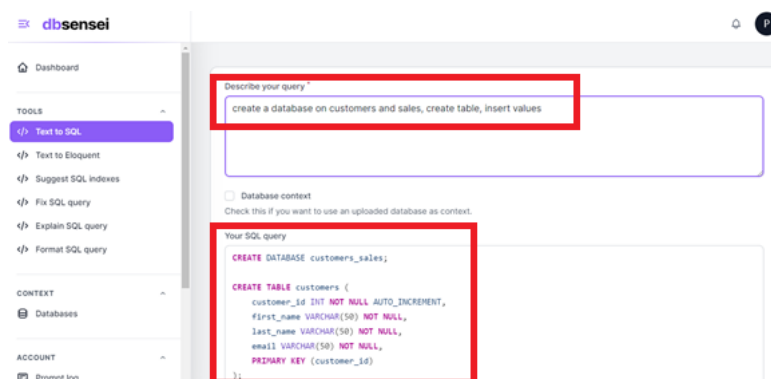 dbsensei
P
Dashboard
TOOLS
</> Text to SQL
</> Text to Eloquent
</> Suggest SQL indexes
</> Fix SQL query
</> Explain SQL query
</> Format SQL query
CONTEXT
Databases
ACCOUNT
Prompt log
Describe your query *
create a database on customers and sales, create table, insert values
Database context
Check this if you want to use an uploaded database as context.
Your SQL query
CREATE DATABASE customers_sales;
CREATE TABLE customers (
customer_id INT NOT NULL AUTO_INCREMENT,
first_name VARCHAR(50) NOT NULL,
last_name VARCHAR(50) NOT NULL,
email VARCHAR(50) NOT NULL,
PRIMARY KEY (customer_id)
);